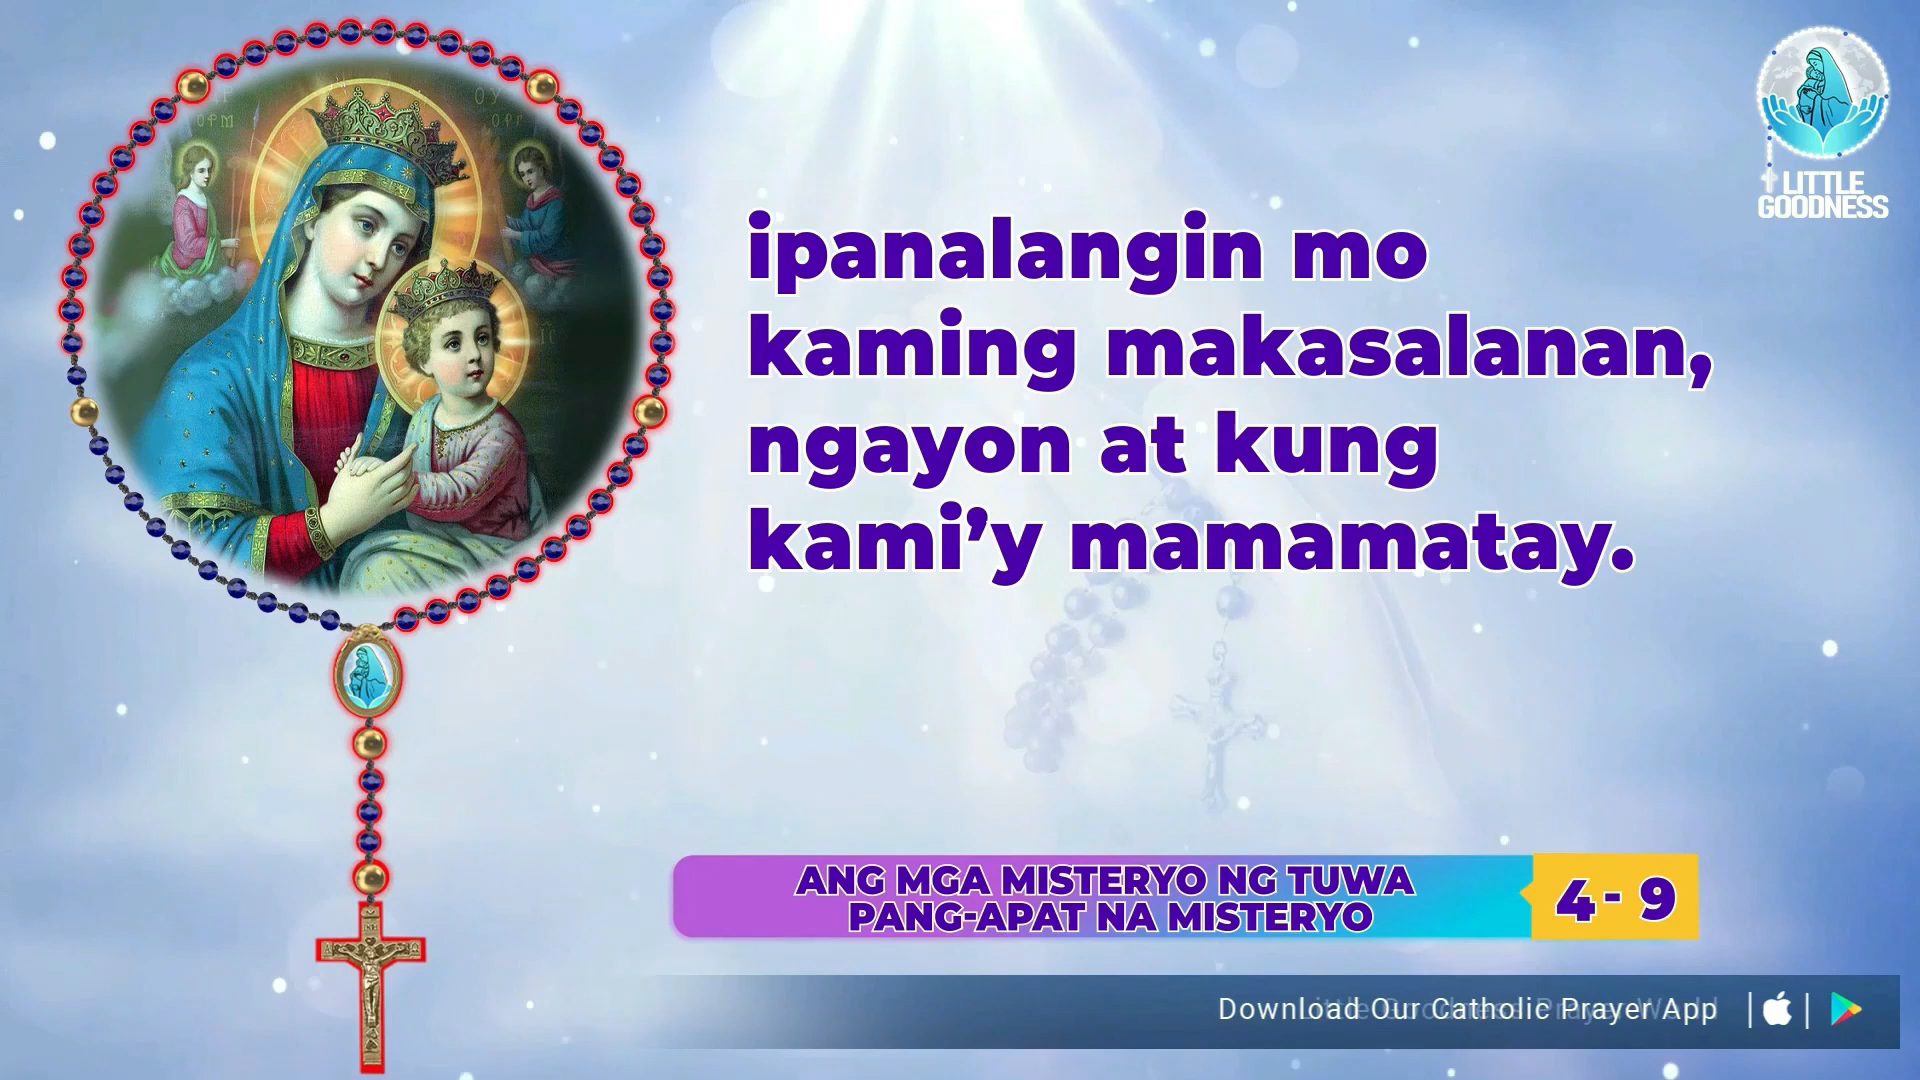 LITTLE
GOODNESS
ipanalangin mo
kaming makasalanan,
ngayon at kung
kami’y mamamatay.
ANG MGA MISTERYO NG TUWA
PANG-APAT NA MISTERYO
4- 9
Download Our Catholic Prayer App